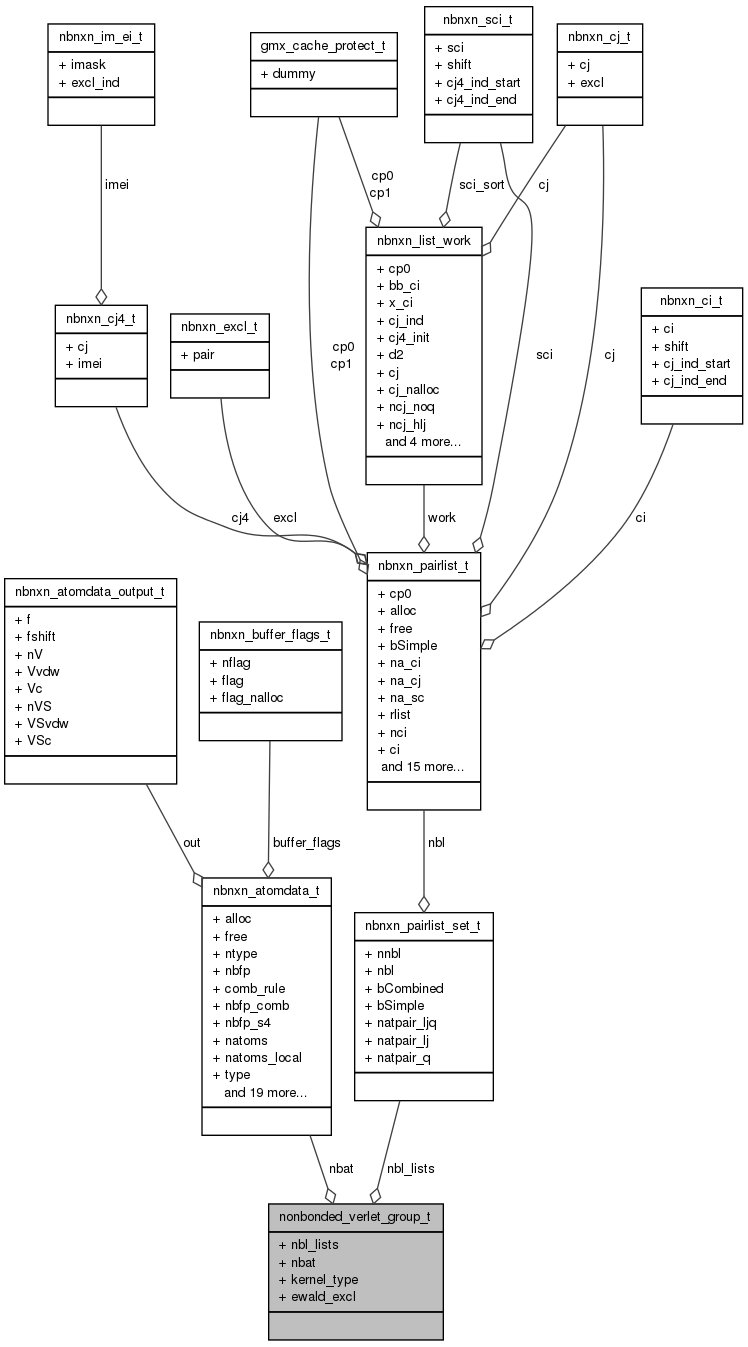 nbnxn_im_ei_t
+ imask
+ excl_ind
gmx_cache_protect_t
+ dummy
nbnxn_sci_t
+ sci
+ shift
+ cj4_ind_start
+ cj4_ind_end
nbnxn_cj_t
+ cj
+ excl
imei
cp0
cp1
sci_sort
cj
nbnxn_list_work
+ cp0
+ bb_ci
+ x_ci
+ cj_ind
+ cj4_init
+ d2
+ cj
+ cj_nalloc
+ ncj_noq
+ ncj_hlj
and 4 more...
nbnxn_ci_t
+ ci
+ shift
+ cj_ind_start
+ cj_ind_end
nbnxn_cj4_t
+ cj
+ imei
nbnxn_excl_t
+ pair
cp0
cp1
sci
cj
cj4
excl
work
ci
nbnxn_pairlist_t
+ cp0
+ alloc
+ free
+ bSimple
+ na_ci
+ na_cj
+ na_sc
+ rlist
+ nci
+ ci
and 15 more...
nbnxn_atomdata_output_t
+ f
+ fshift
+ nV
+ Vvdw
+ Vc
+ nVS
+ VSvdw
+ VSc
nbnxn_buffer_flags_t
+ nflag
+ flag
+ flag_nalloc
out
buffer_flags
nbl
nbnxn_atomdata_t
+ alloc
+ free
+ ntype
+ nbfp
+ comb_rule
+ nbfp_comb
+ nbfp_s4
+ natoms
+ natoms_local
+ type
and 19 more...
nbnxn_pairlist_set_t
+ nnbl
+ nbl
+ bCombined
+ bSimple
+ natpair_ljq
+ natpair_lj
+ natpair_q
nbat
nbl_lists
nonbonded_verlet_group_t
+ nbl_lists
+ nbat
+ kernel_type
+ ewald_excl